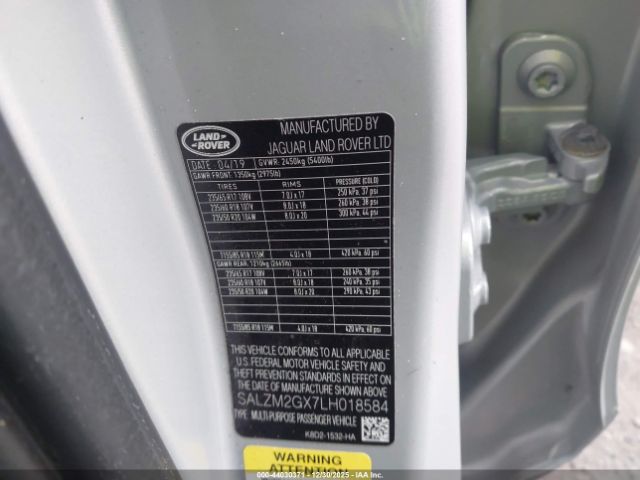 LAND
ROVER
MANUFACTURED BY
JAGUAR LAND ROVER LTD
DATE 04/19 GVWR: 2450kg (5400lb)
GAWR FRONT: 1350kg (2975lb)
TIRES RIMS PRESSURE (COLD)
235/65 R17 108V 7.0J x 17 250 kPa, 37 psi
235/60 R18 107V 8.0J x 18 260 kPa, 38 psi
235/50 R20 104W 8.0J x 20 300 kPa, 44 psi
T155/85 R18 115M 4.0J x 18 420 kPa, 60 psi
GAWR REAR: 1210kg (2665lb)
235/65 R17 108V 7.0J x 17 260 kPa, 38 psi
235/60 R18 107V 8.0J x 18 240 kPa, 35 psi
235/50 R20 104W 8.0J x 20 290 kPa, 43 psi
T155/85 R18 115M 4.0J x 18 420 kPa, 60 psi
THIS VEHICLE CONFORMS TO ALL APPLICABLE
U.S. FEDERAL MOTOR VEHICLE SAFETY AND
THEFT PREVENTION STANDARDS IN EFFECT ON
THE DATE OF MANUFACTURE SHOWN ABOVE
SALZM2GX7LH018584
TYPE: MULTI-PURPOSE PASSENGER VEHICLE
K8D2-1532-HA
WARNING
ATTENTION
000-44030371 - 12/30/2025 - COPART